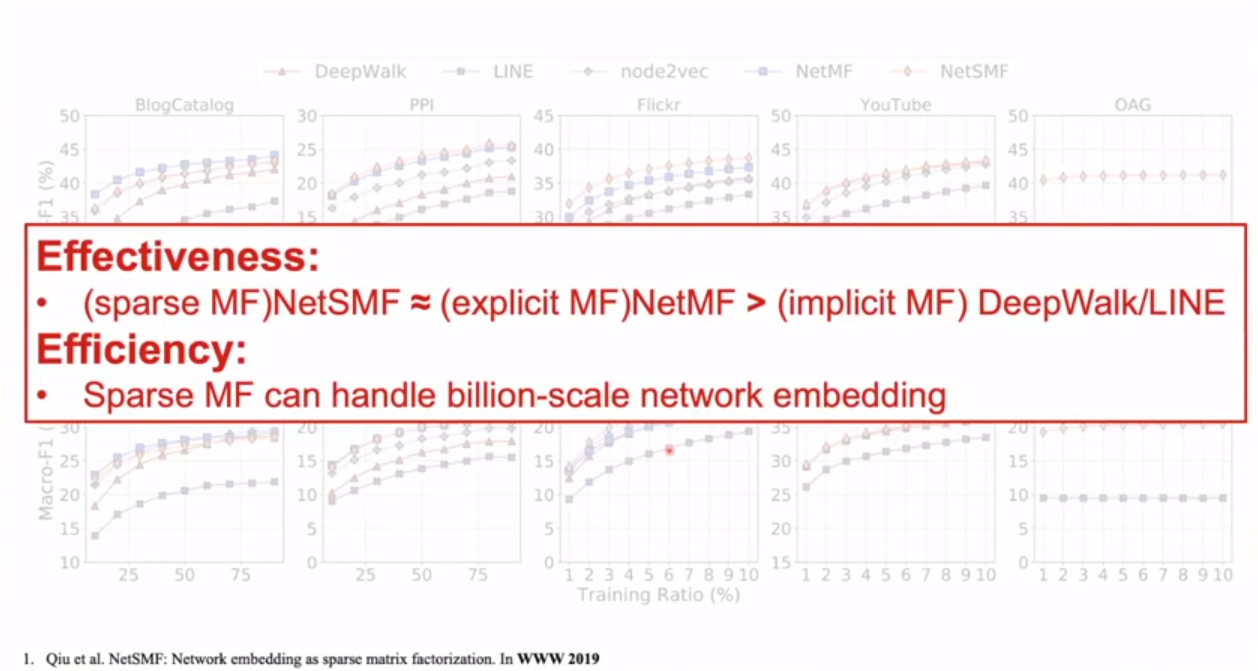 DeepWalk LINE node2vec NetMF NetSMF
BlogCatalog PPI Flickr YouTube OAG
50 30 45 50 50
45 25 40 45 45
40 20 35 40 40
35 15 30 35 35
-F1 (%)
Effectiveness:
• (sparse MF)NetSMF ≈ (explicit MF)NetMF > (implicit MF) DeepWalk/LINE
Efficiency:
• Sparse MF can handle billion-scale network embedding
30 20 20 35 20
25 15 15 30
20 10 10 25 10
15 5 5 20 5
10 0 0 15 0
Macro-F1 (
25 50 75 25 50 75 1 2 3 4 5 6 7 8 9 10 1 2 3 4 5 6 7 8 9 10 1 2 3 4 5 6 7 8 9 10
Training Ratio (%)
1. Qiu et al. NetSMF: Network embedding as sparse matrix factorization. In WWW 2019